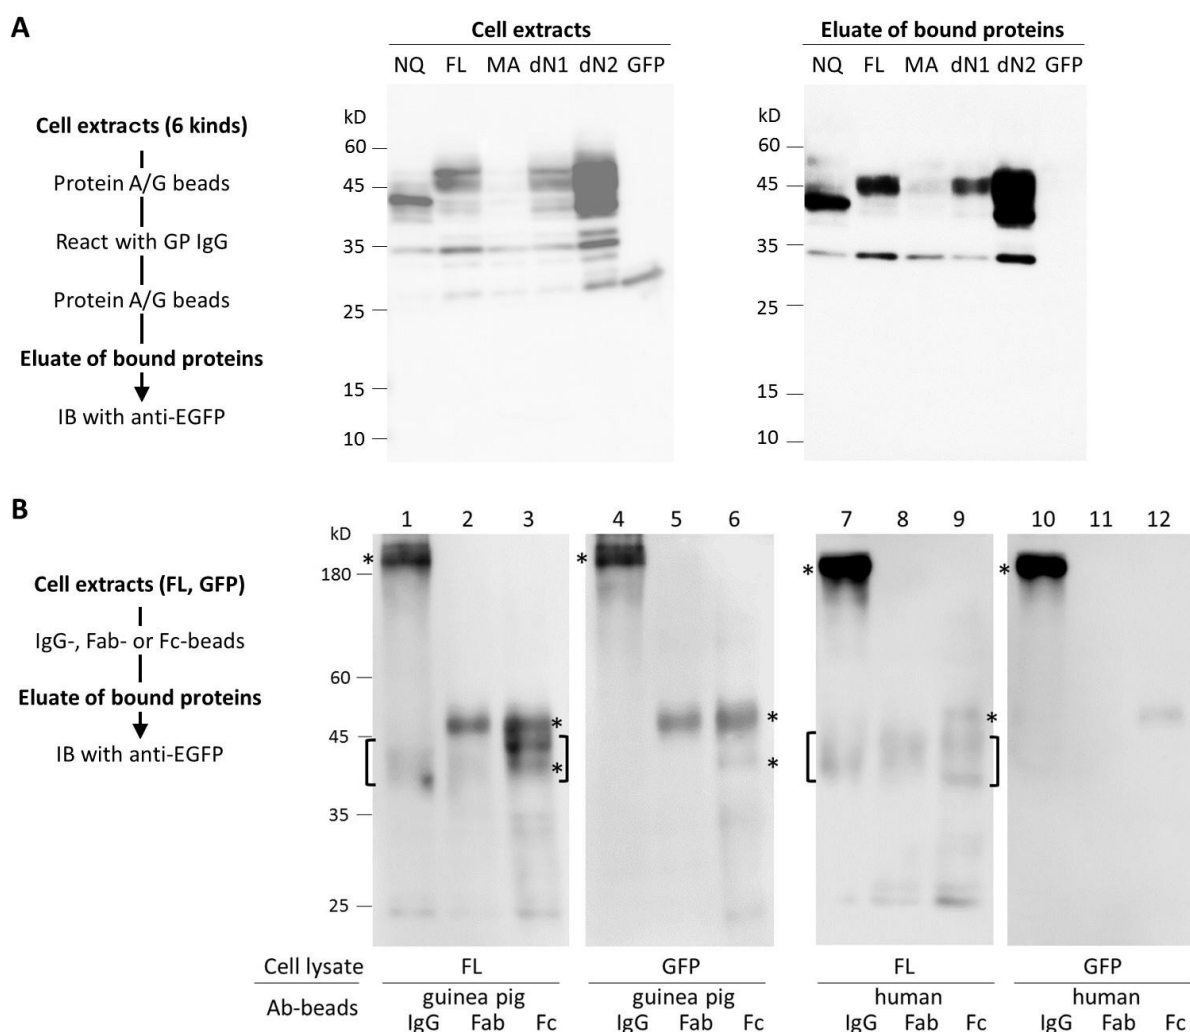 A
Cell extracts
Eluate of bound proteins
NQ FL MA dN1 dN2 GFP
NQ FL MA dN1 dN2 GFP
kD
60
45
35
25
15
10
kD
60
45
35
25
15
10
Cell extracts (6 kinds)
Protein A/G beads
React with GP IgG
Protein A/G beads
Eluate of bound proteins
IB with anti-EGFP
B
1 2 3 4 5 6 7 8 9 10 11 12
kD
180
60
45
35
25
* * * *
* *
* *
*
Cell extracts (FL, GFP)
IgG-, Fab- or Fc-beads
Eluate of bound proteins
IB with anti-EGFP
Cell lysate FL GFP FL GFP
Ab-beads guinea pig guinea pig human human
IgG Fab Fc IgG Fab Fc IgG Fab Fc IgG Fab Fc